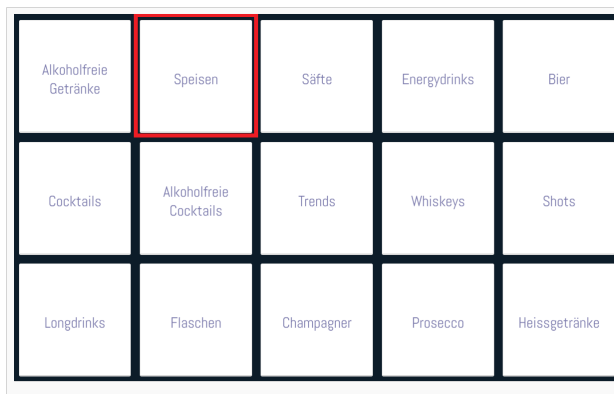 Alkoholfreie
Getränke
Speisen
Säfte
Energydrinks
Bier
Cocktails
Alkoholfreie
Cocktails
Trends
Whiskeys
Shots
Longdrinks
Flaschen
Champagner
Prosecco
Heissgetränke